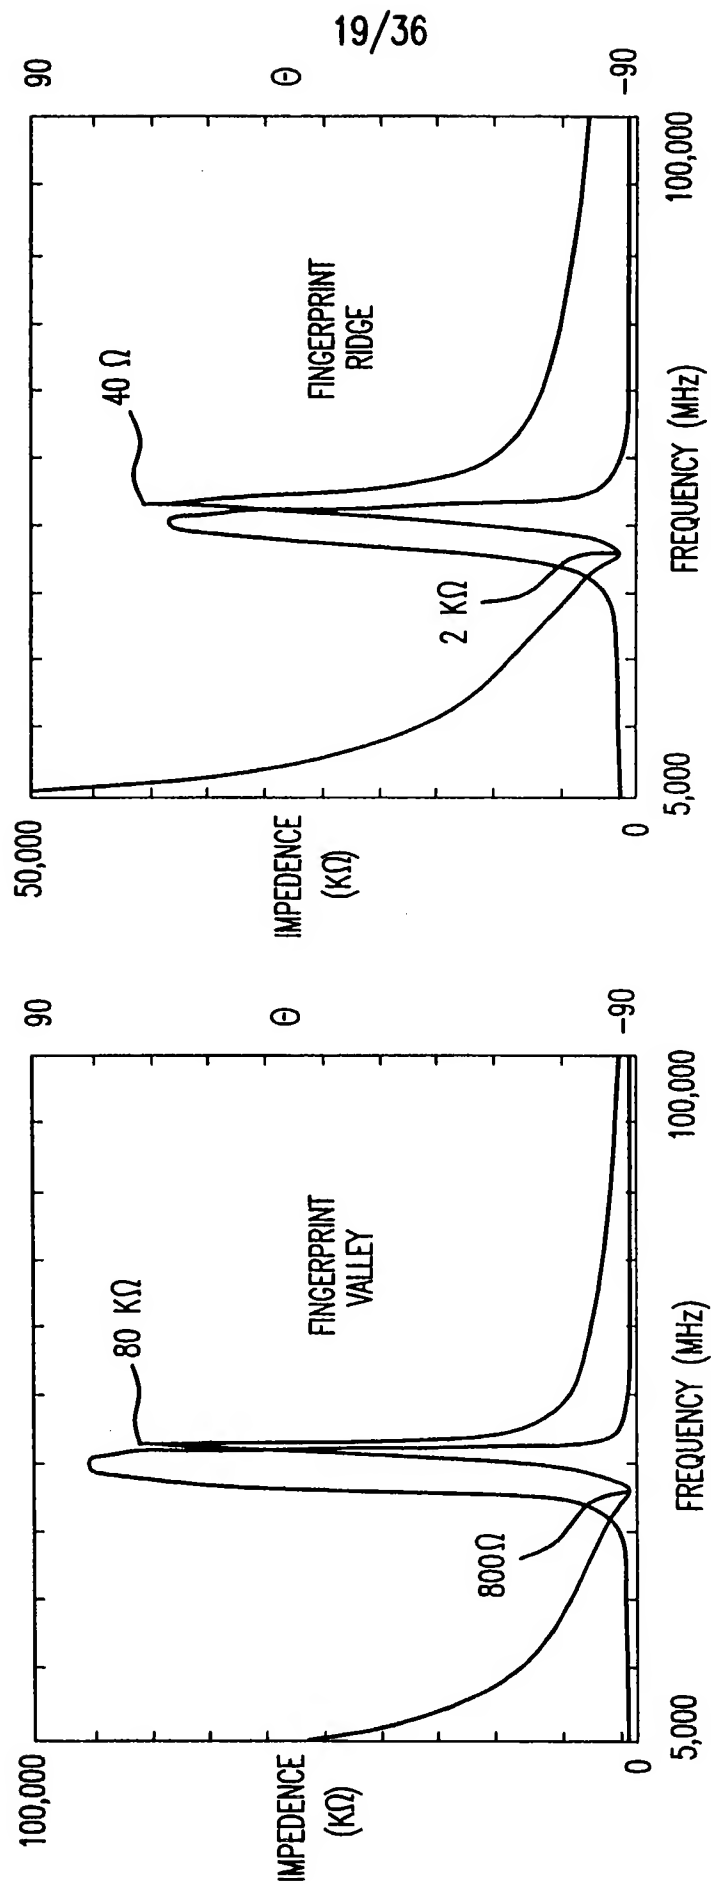 19/36
100,000
IMPEDENCE
(KΩ)
0
5,000
FREQUENCY (MHz)
100,000
90
Θ
-90
80 KΩ
800Ω
FINGERPRINT
VALLEY
50,000
IMPEDENCE
(KΩ)
0
5,000
FREQUENCY (MHz)
100,000
90
Θ
-90
40 Ω
2 KΩ
FINGERPRINT
RIDGE